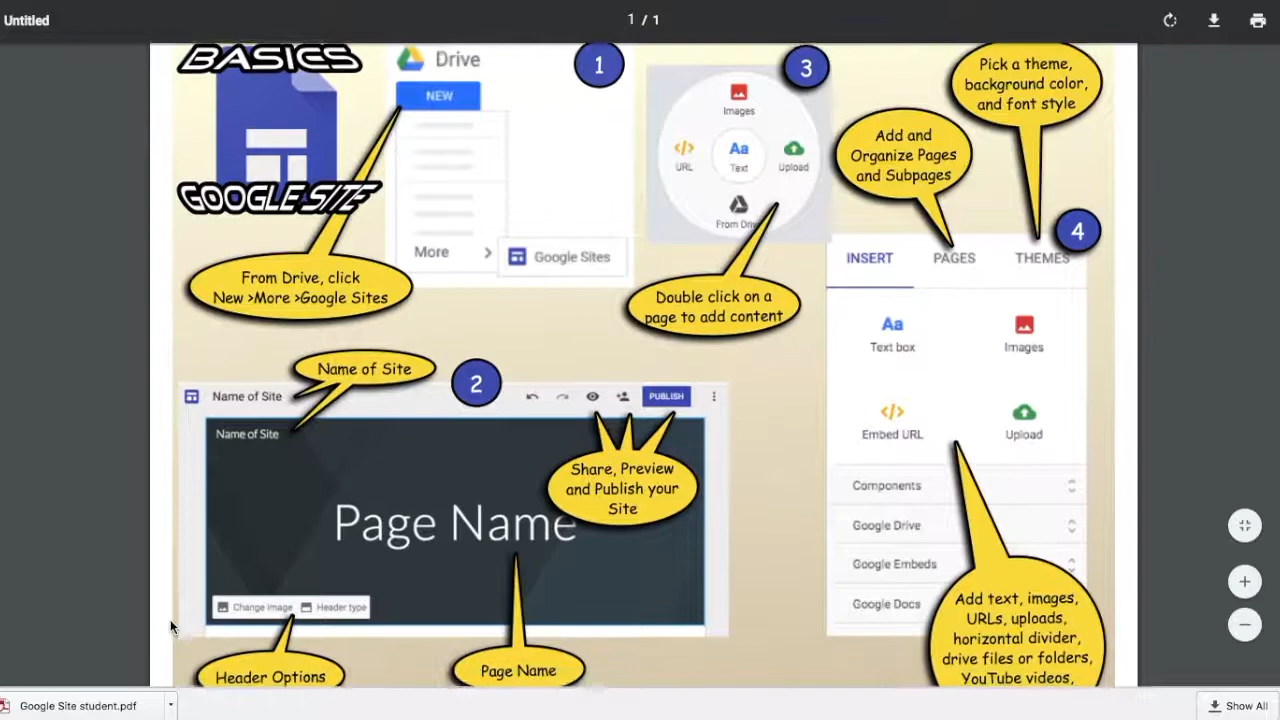 Untitled
1 / 1
BASICS
GOOGLE SITE
Drive
NEW
More
Google Sites
From Drive, click
New >More >Google Sites
1
3
Images
URL
Aa
Text
Upload
From Drive
Double click on a
page to add content
Add and
Organize Pages
and Subpages
Pick a theme,
background color,
and font style
4
INSERT PAGES THEMES
Aa
Text box
Images
Embed URL
Upload
Components
Google Drive
Google Embeds
Google Docs
Add text, images,
URLs, uploads,
horizontal divider,
drive files or folders,
YouTube videos,
Name of Site
2
Name of Site
PUBLISH
Name of Site
Share, Preview
and Publish your
Site
Page Name
Change image
Header type
Header Options
Page Name
Google Site student.pdf
Show All